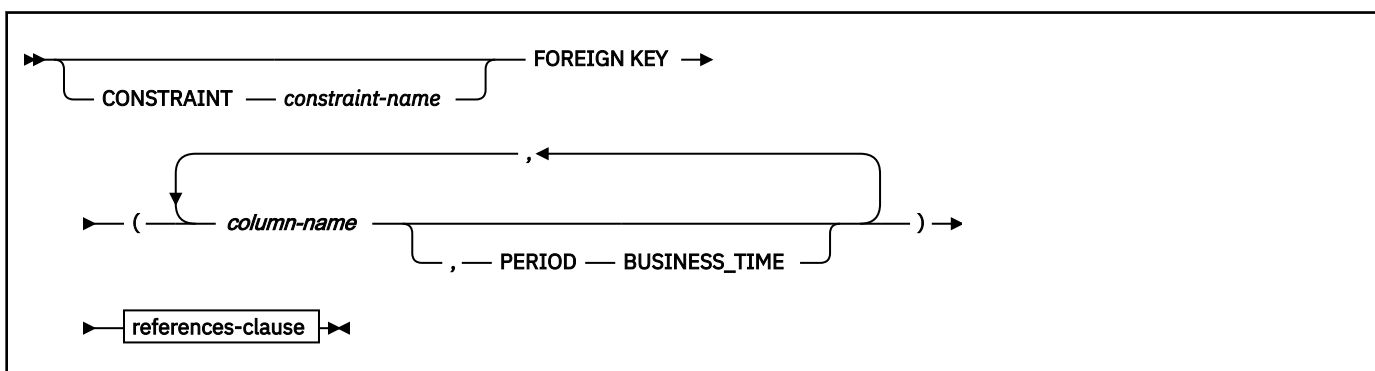 FOREIGN KEY
CONSTRAINT constraint-name
,
( column-name )
, PERIOD BUSINESS_TIME
references-clause